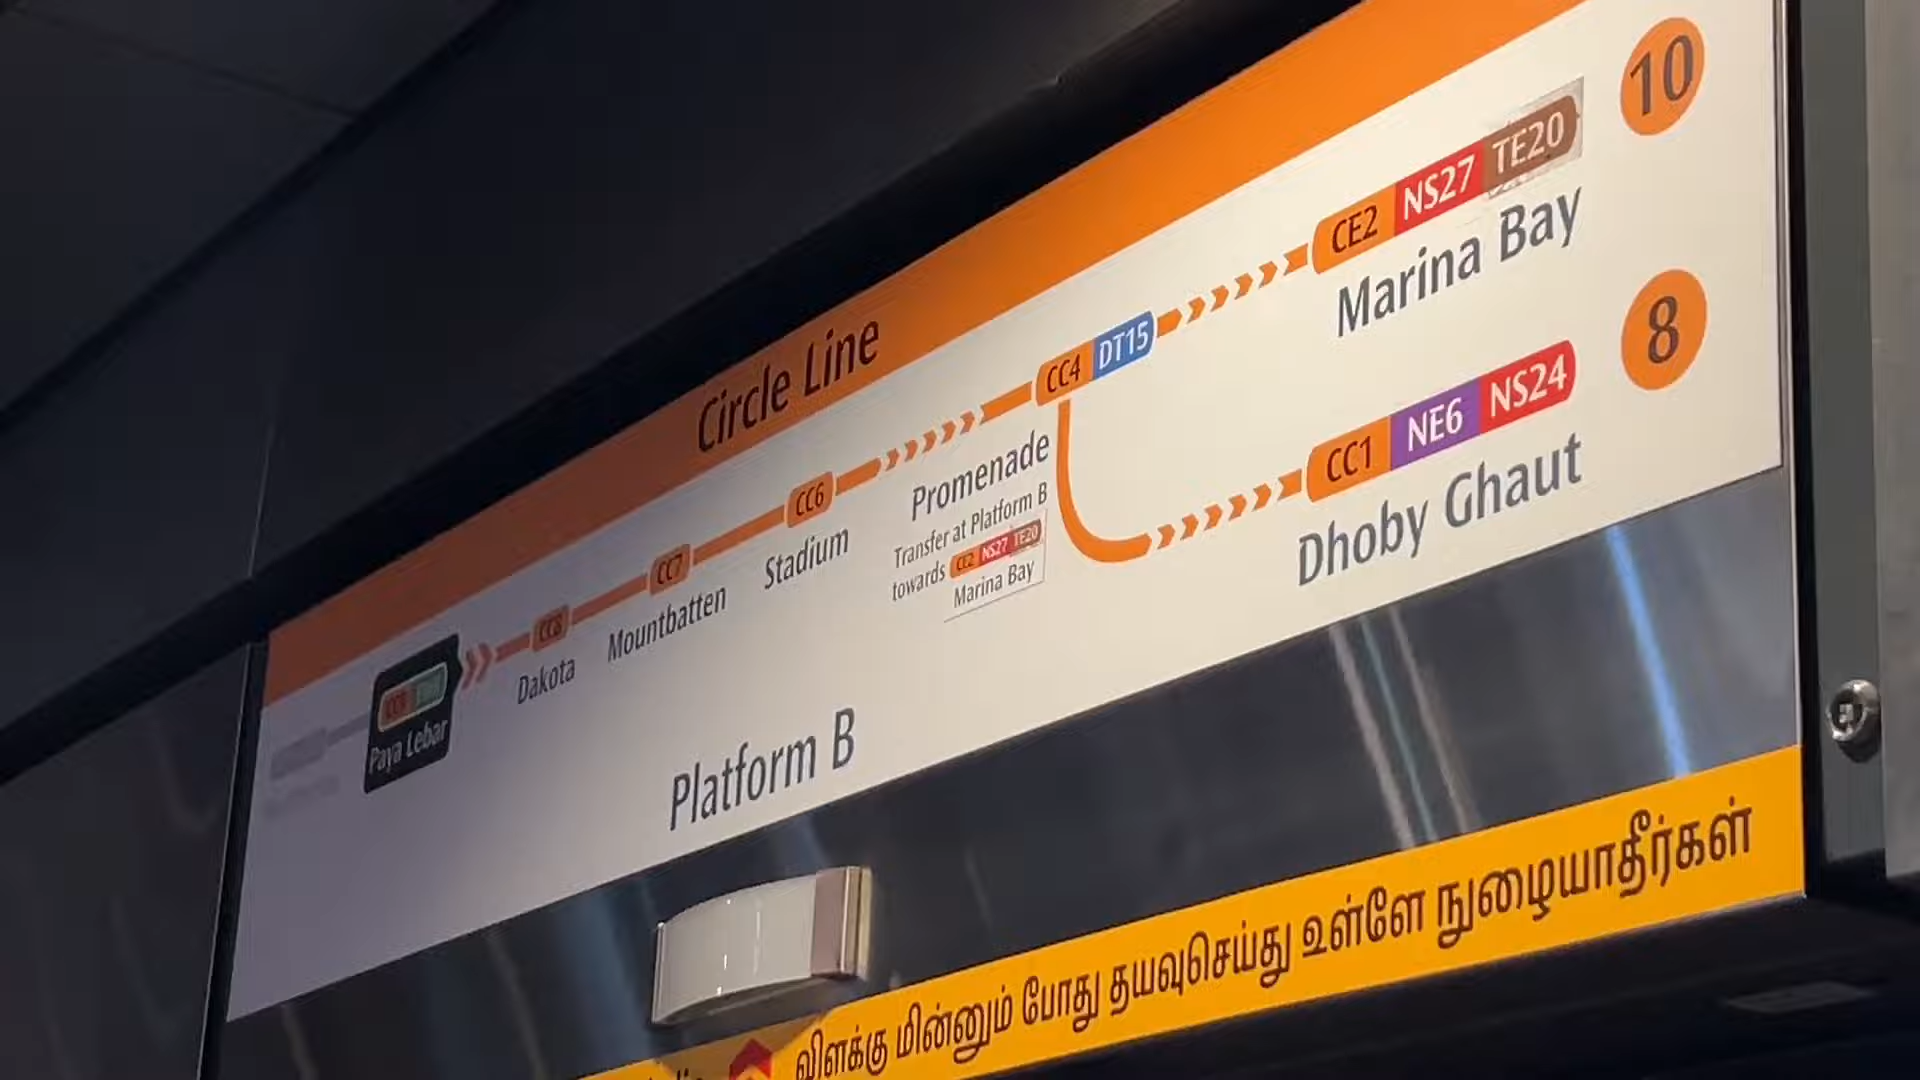 Circle Line
10
CE2 NS27 TE20
Marina Bay
CC4 DT15
Promenade
Transfer at Platform B
towards CE2 NS27 TE20
Marina Bay
8
CC1 NE6 NS24
Dhoby Ghaut
CC6
Stadium
CC7
Mountbatten
CC8
Dakota
CC9
Paya Lebar
Platform B
விளக்கு மின்னும் போது தயவுசெய்து உள்ளே நுழையாதீர்கள்